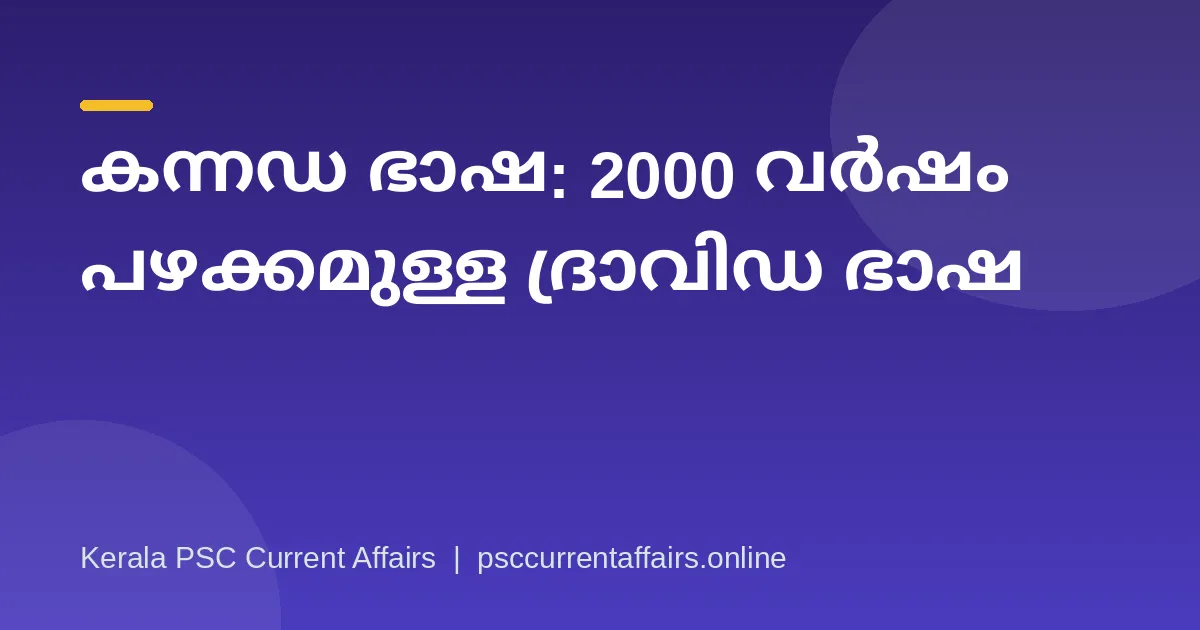 കന്നഡ ഭാഷ: 2000 വർഷം
പഴക്കമുള്ള ദ്രാവിഡ ഭാഷ
Kerala PSC Current Affairs | psccurrentaffairs.online